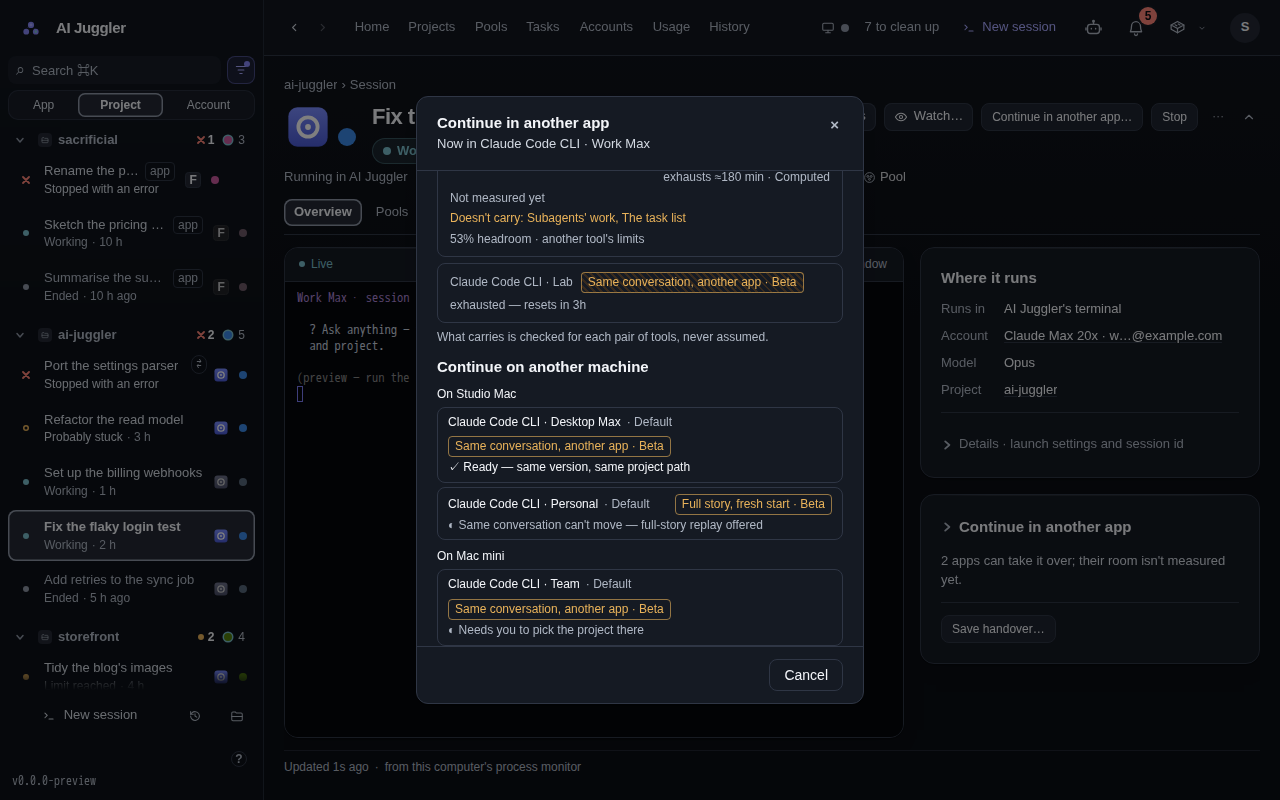 AI Juggler
Home Projects Pools Tasks Accounts Usage History
7 to clean up
New session
5
S
Search ⌘K
App Project Account
sacrificial 1 3
Rename the p… app F
Stopped with an error
Sketch the pricing … app F
Working · 10 h
Summarise the su… app F
Ended · 10 h ago
ai-juggler 2 5
Port the settings parser
Stopped with an error
Refactor the read model
Probably stuck · 3 h
Set up the billing webhooks
Working · 1 h
Fix the flaky login test
Working · 2 h
Add retries to the sync job
Ended · 5 h ago
storefront 2 4
Tidy the blog's images
Limit reached · 4 h
New session
?
v0.0.0-preview
ai-juggler › Session
Fix t
Wo
Watch…
Continue in another app…
Stop
Running in AI Juggler
Pool
Overview Pools
Live
Work Max · session
? Ask anything —
and project.
(preview — run the
Continue in another app
×
Now in Claude Code CLI · Work Max
exhausts ≈180 min · Computed
Not measured yet
Doesn't carry: Subagents' work, The task list
53% headroom · another tool's limits
Claude Code CLI · Lab Same conversation, another app · Beta
exhausted — resets in 3h
What carries is checked for each pair of tools, never assumed.
Continue on another machine
On Studio Mac
Claude Code CLI · Desktop Max · Default
Same conversation, another app · Beta
✓ Ready — same version, same project path
Claude Code CLI · Personal · Default Full story, fresh start · Beta
Same conversation can't move — full-story replay offered
On Mac mini
Claude Code CLI · Team · Default
Same conversation, another app · Beta
Needs you to pick the project there
Cancel
Where it runs
Runs in AI Juggler's terminal
Account Claude Max 20x · w…@example.com
Model Opus
Project ai-juggler
Details · launch settings and session id
Continue in another app
2 apps can take it over; their room isn't measured
yet.
Save handover…
Updated 1s ago · from this computer's process monitor